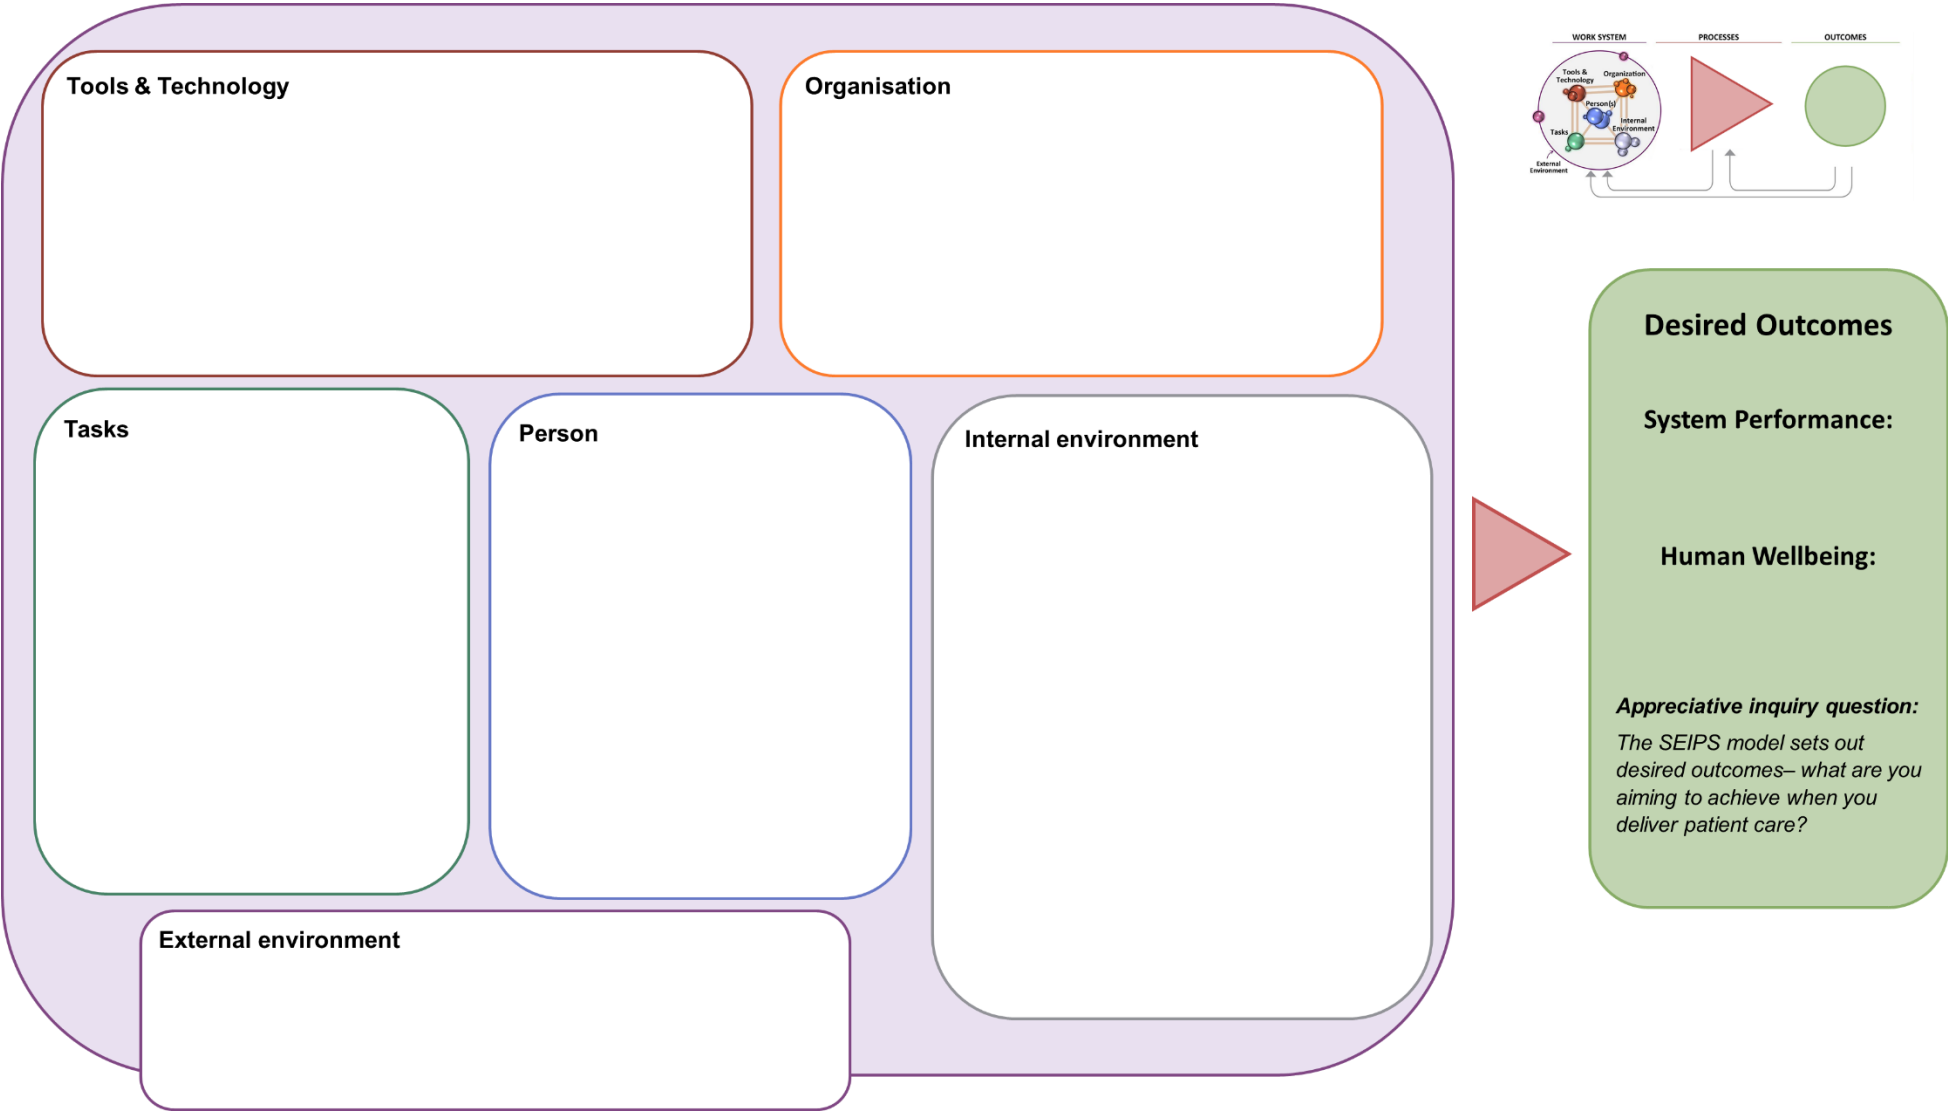 Tools & Technology
Organisation
Tasks
Person
Internal environment
External environment
WORK SYSTEM
PROCESSES
OUTCOMES
Tools &
Technology
Organization
Person(s)
Tasks
Internal
Environment
External
Environment
Desired Outcomes
System Performance:
Human Wellbeing:
Appreciative inquiry question:
The SEIPS model sets out
desired outcomes– what are you
aiming to achieve when you
deliver patient care?